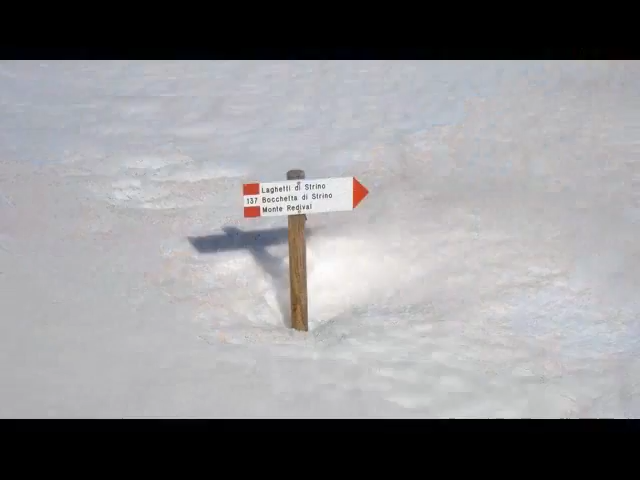 Laghetti di Strino
137 Bocchetta di Strino
Monte Redival